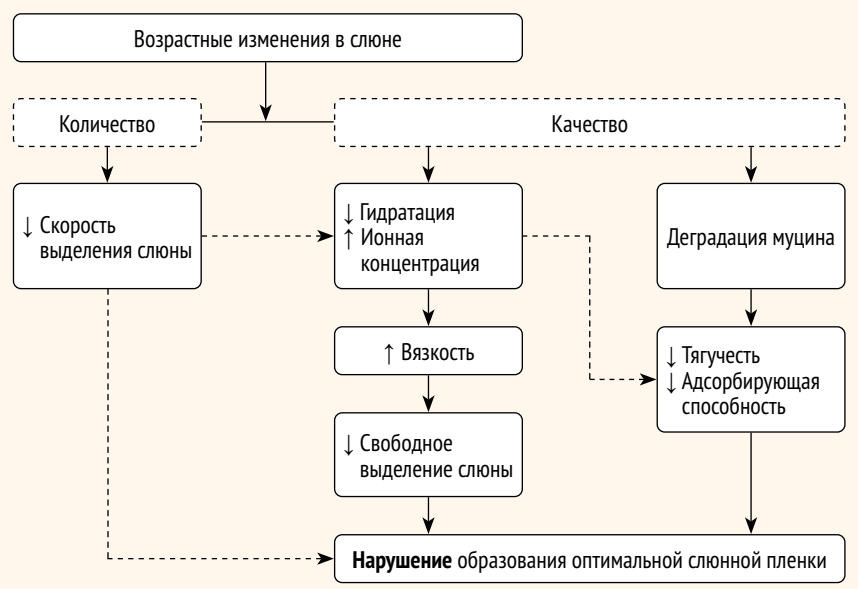 Возрастные изменения в слюне
Количество
Качество
↓ Скорость
выделения слюны
↓ Гидратация
↑ Ионная
концентрация
Деградация муцина
↑ Вязкость
↓ Тягучесть
↓ Адсорбирующая
способность
↓ Свободное
выделение слюны
Нарушение образования оптимальной слюнной пленки